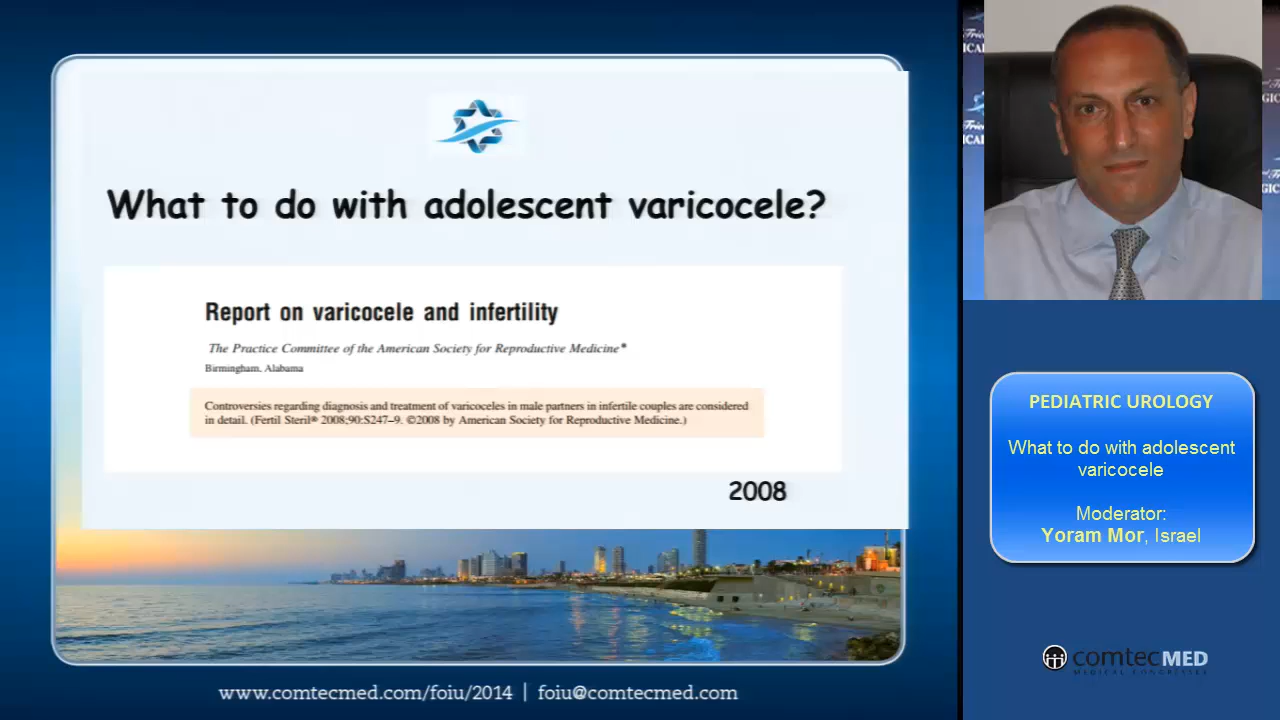 What to do with adolescent varicocele?
Report on varicocele and infertility
The Practice Committee of the American Society for Reproductive Medicine*
Birmingham, Alabama
Controversies regarding diagnosis and treatment of varicoceles in male partners in infertile couples are considered
in detail. (Fertil Steril® 2008;90:S247–9. ©2008 by American Society for Reproductive Medicine.)
2008
www.comtecmed.com/foiu/2014 | foiu@comtecmed.com
PEDIATRIC UROLOGY
What to do with adolescent
varicocele
Moderator:
Yoram Mor, Israel
comtecMED
MEDICAL CONGRESSES